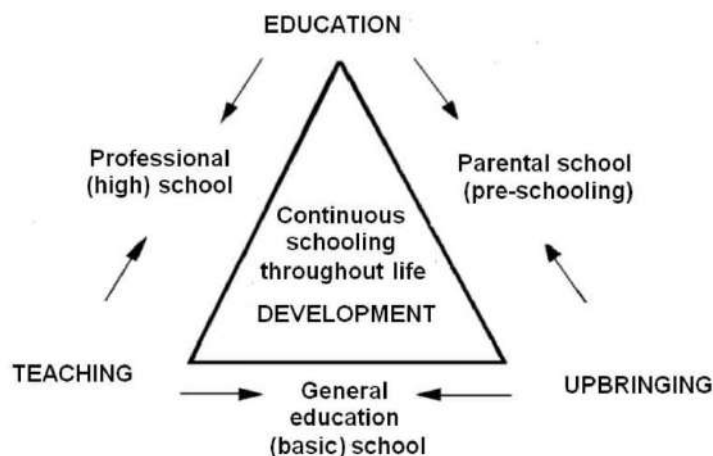 EDUCATION
Professional
(high) school
Parental school
(pre-schooling)
Continuous
schooling
throughout life
DEVELOPMENT
TEACHING
General
education
(basic) school
UPBRINGING